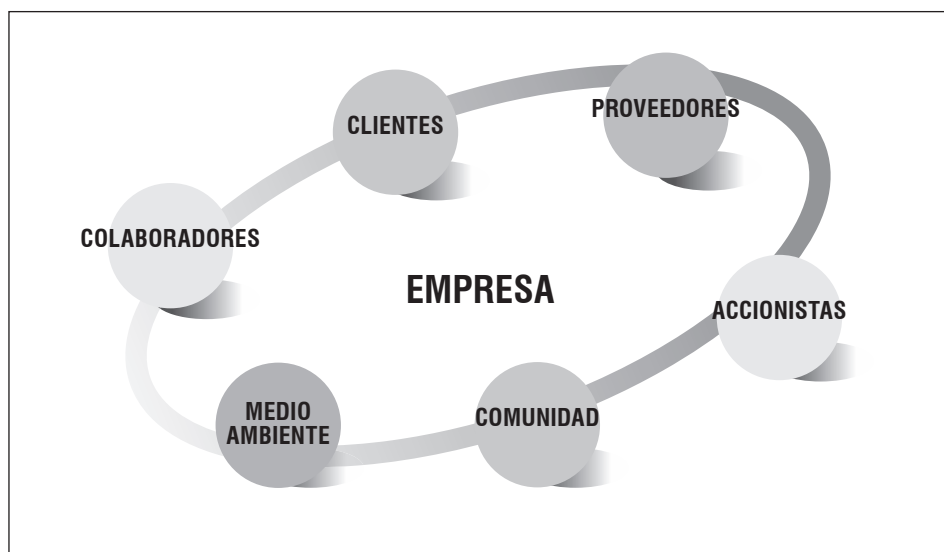 CLIENTES
PROVEEDORES
COLABORADORES
EMPRESA
ACCIONISTAS
MEDIO
AMBIENTE
COMUNIDAD